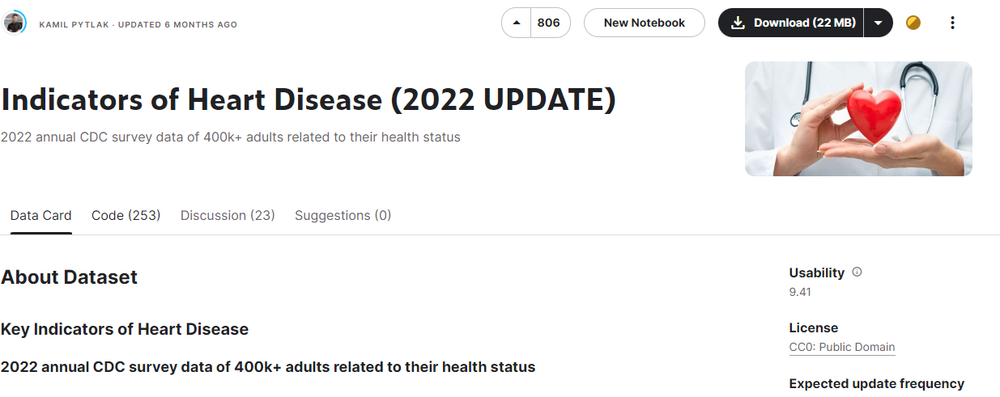 KAMIL PYTLAK · UPDATED 6 MONTHS AGO
806
New Notebook
Download (22 MB)
Indicators of Heart Disease (2022 UPDATE)
2022 annual CDC survey data of 400k+ adults related to their health status
Data Card
Code (253)
Discussion (23)
Suggestions (0)
About Dataset
Key Indicators of Heart Disease
2022 annual CDC survey data of 400k+ adults related to their health status
Usability
9.41
License
CC0: Public Domain
Expected update frequency